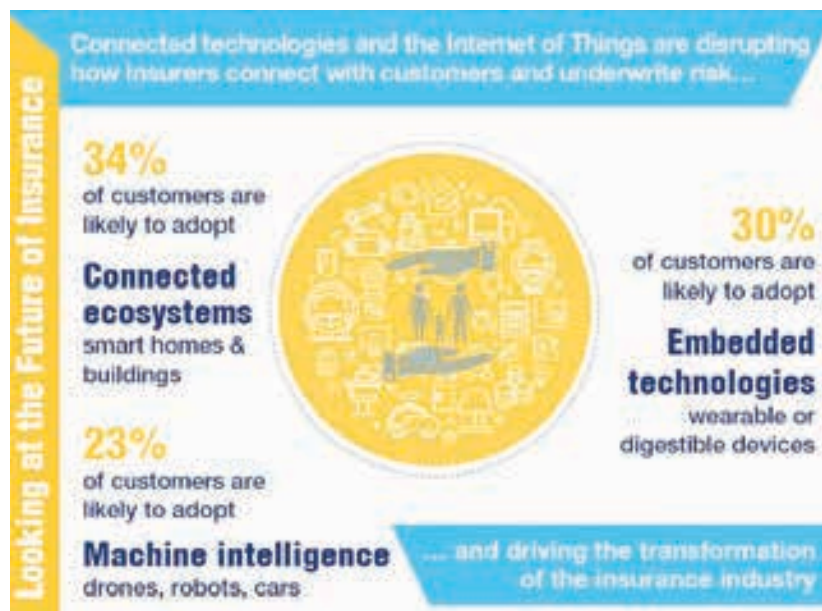 Looking at the Future of Insurance
Connected technologies and the Internet of Things are disrupting
how insurers connect with customers and underwrite risk...
34%
of customers are
likely to adopt
Connected
ecosystems
smart homes &
buildings
23%
of customers are
likely to adopt
Machine intelligence
drones, robots, cars
30%
of customers are
likely to adopt
Embedded
technologies
wearable or
digestible devices
... and driving the transformation
of the insurance industry